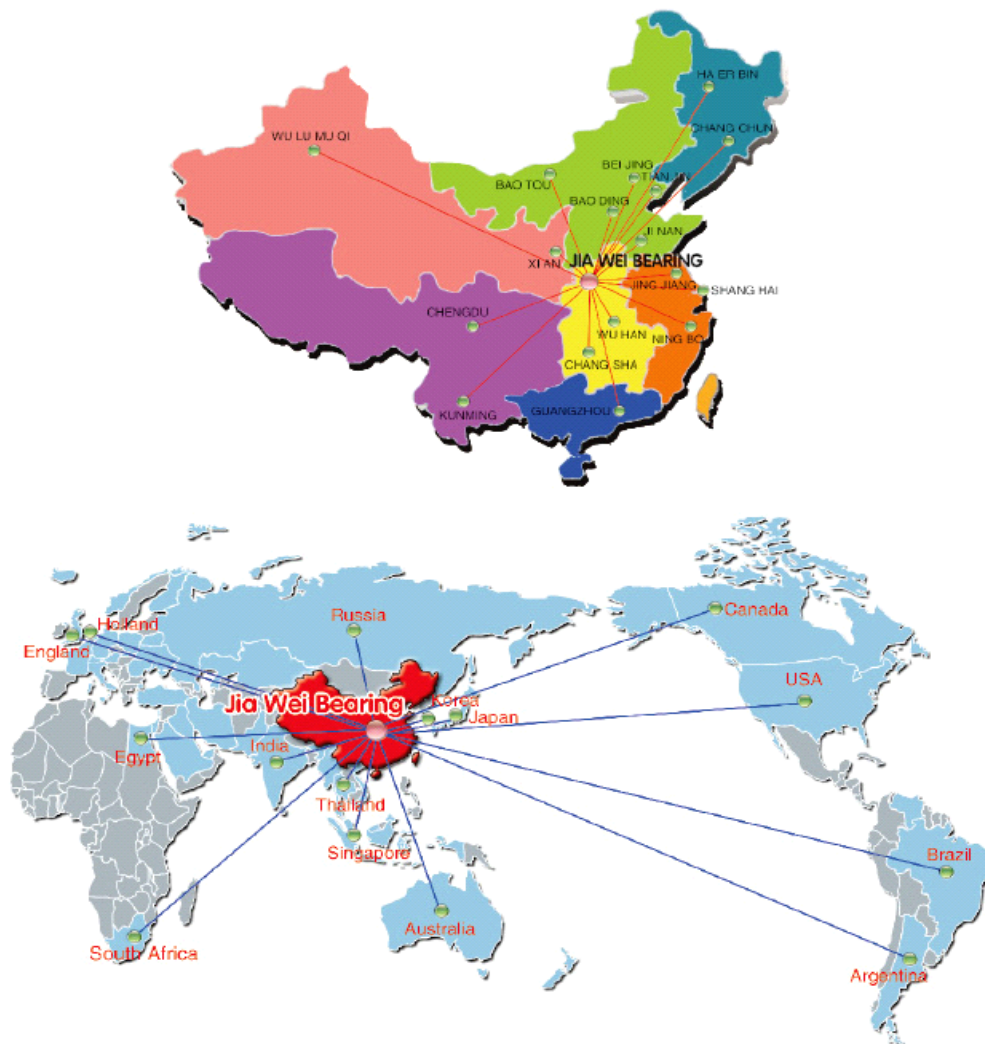 HA ER BIN
CHANG CHUN
WU LU MU QI
BEI JING
TIAN JIN
BAO TOU
BAO DING
JI NAN
XI AN
JIA WEI BEARING
JING JIANG
SHANG HAI
CHENGDU
WU HAN
NING BO
CHANG SHA
KUNMING
GUANGZHOU
Canada
Russia
Holland
England
USA
Jia Wei Bearing
Korea
Japan
Egypt
India
Thailand
Singapore
Brazil
Australia
South Africa
Argentina